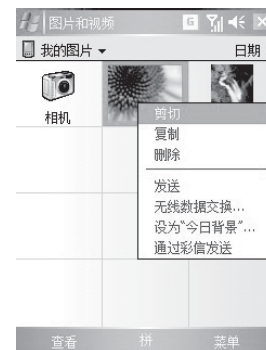 图片和视频
G
我的图片
日期
相机
剪切
复制
删除
发送
无线数据交换...
设为"今日背景"...
通过彩信发送
查看 拼 菜单